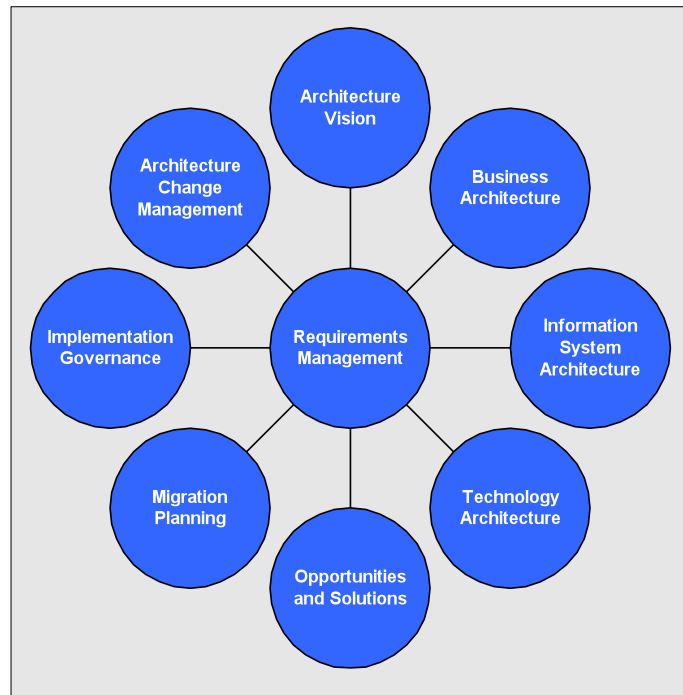 Architecture
Vision
Architecture
Change
Management
Business
Architecture
Implementation
Governance
Requirements
Management
Information
System
Architecture
Migration
Planning
Technology
Architecture
Opportunities
and Solutions